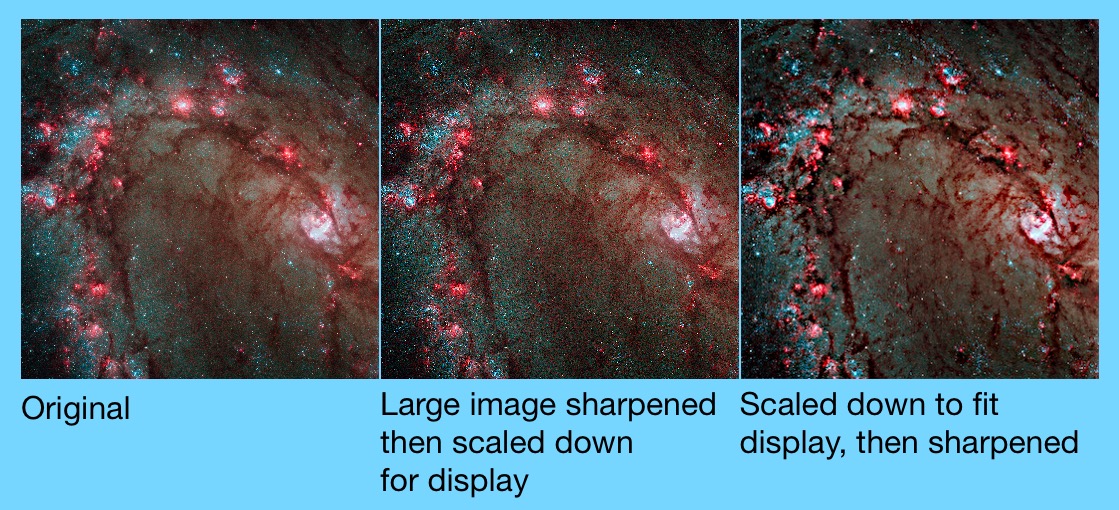 Original
Large image sharpened
then scaled down
for display
Scaled down to fit
display, then sharpened